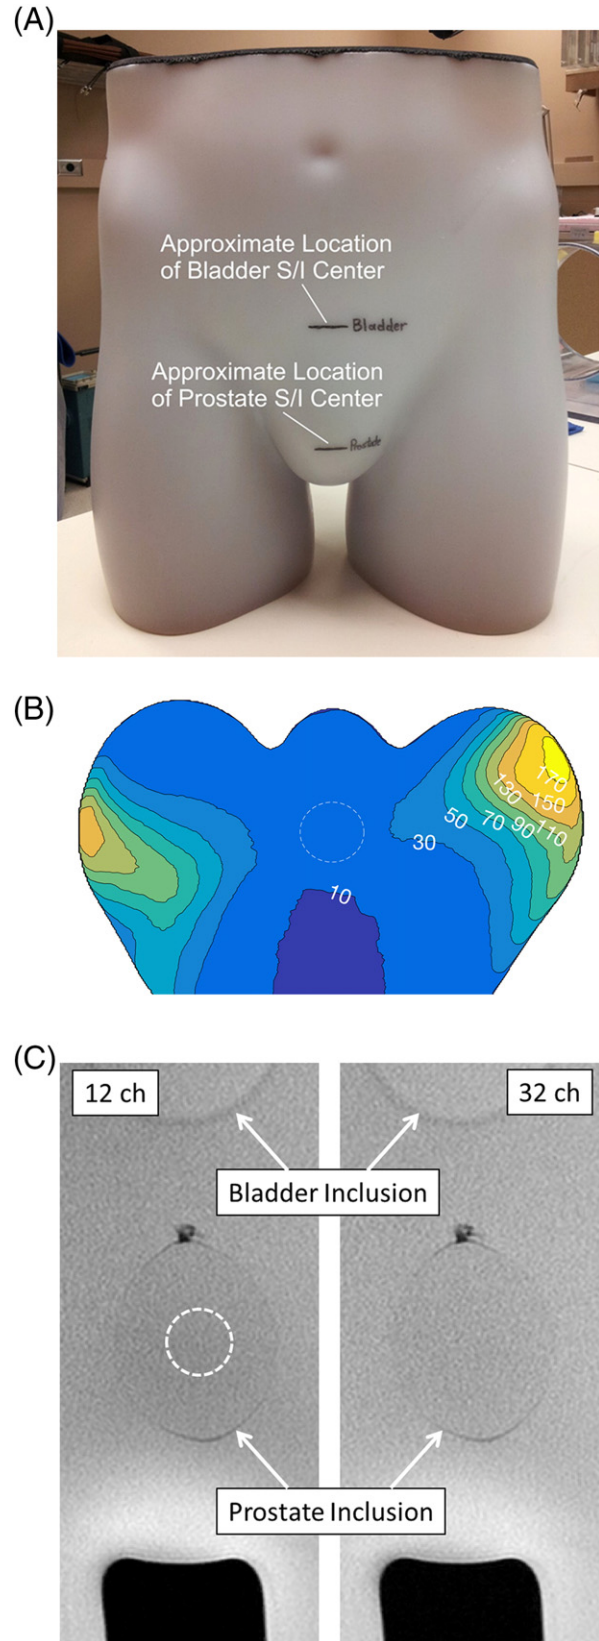 (A)
Approximate Location
of Bladder S/I Center
Bladder
Approximate Location
of Prostate S/I Center
Prostate
(B)
170
130 150
50 70 90 110
30
10
(C)
12 ch
32 ch
Bladder Inclusion
Prostate Inclusion